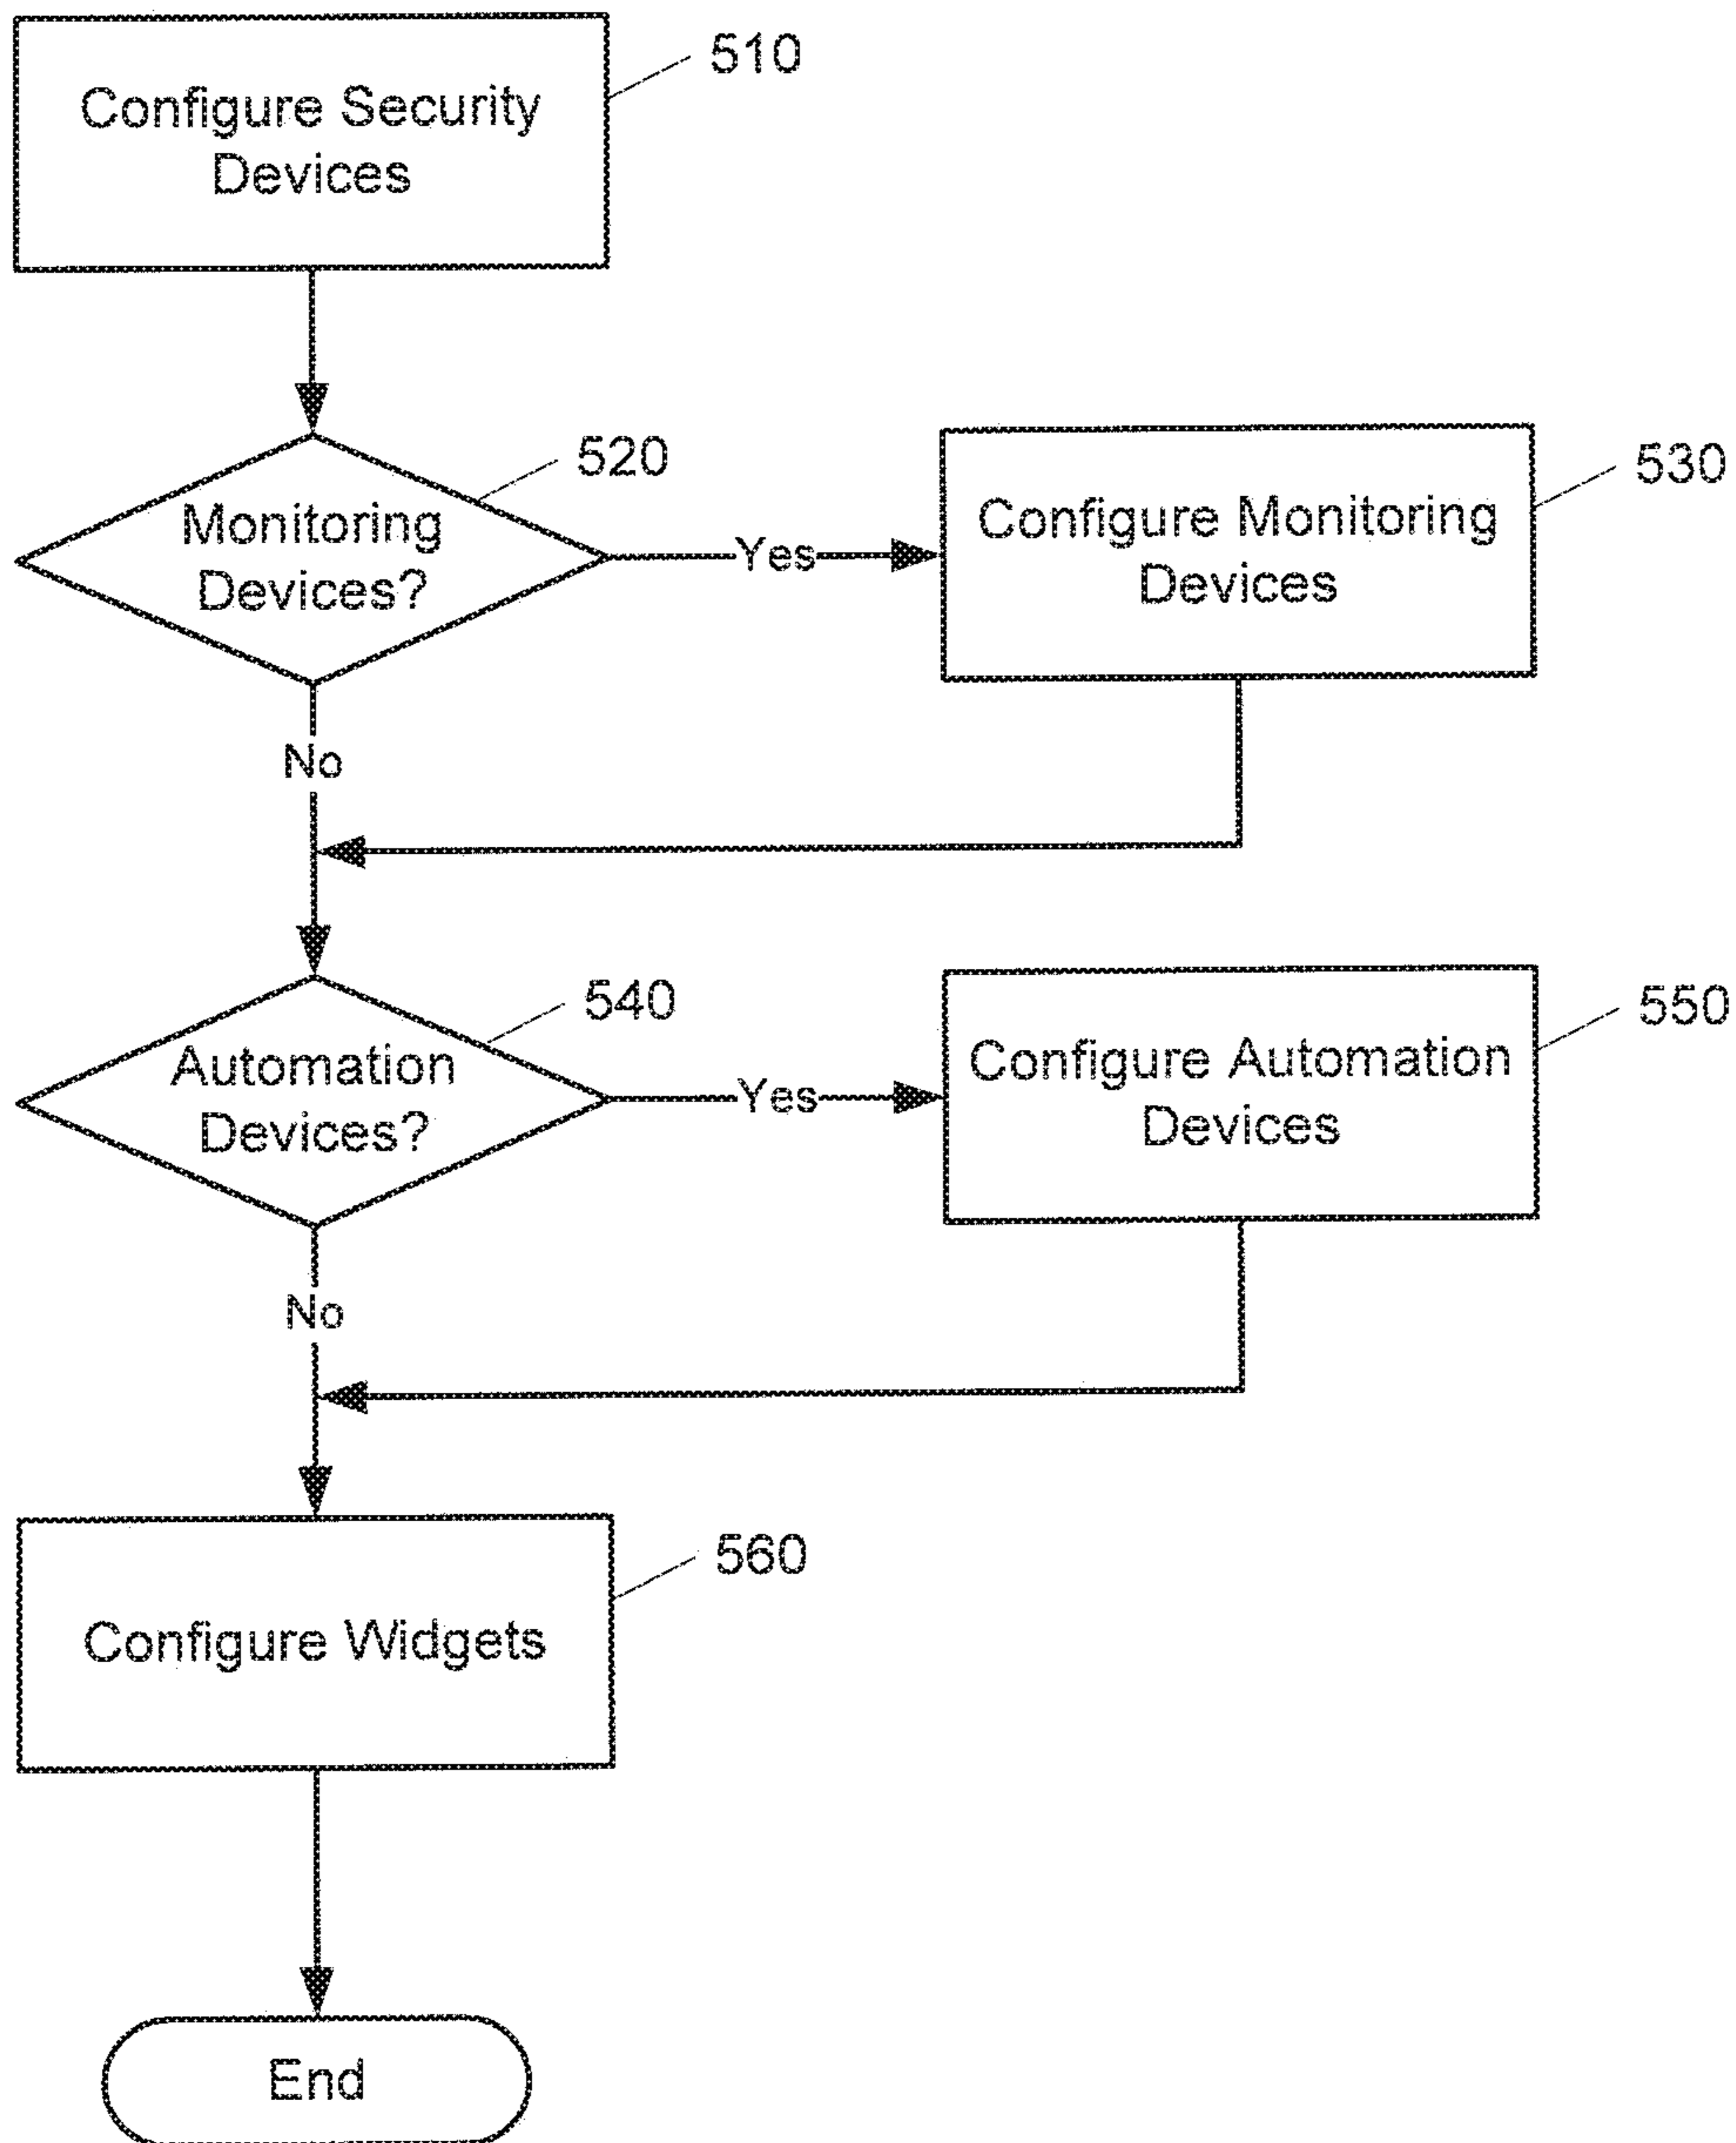 510
Configure Security
Devices
520
Monitoring
Devices?
Yes
530
Configure Monitoring
Devices
No
540
Automation
Devices?
Yes
550
Configure Automation
Devices
No
560
Configure Widgets
End